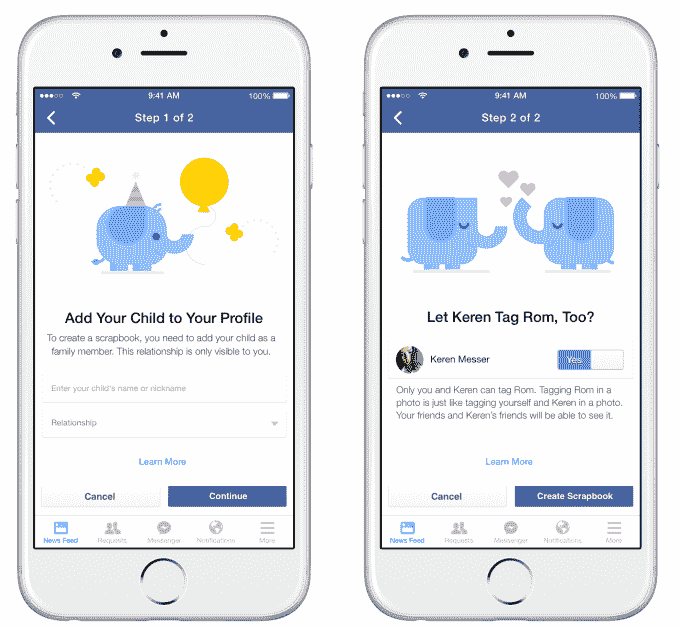 9:41 AM
100%
Step 1 of 2
Add Your Child to Your Profile
To create a scrapbook, you need to add your child as a
family member. This relationship is only visible to you.
Enter your child's name or nickname
Relationship
Learn More
Cancel
Continue
News Feed
Requests
Messenger
Notifications
More
9:41 AM
100%
Step 2 of 2
Let Keren Tag Rom, Too?
Keren Messer
Yes
Only you and Keren can tag Rom. Tagging Rom in a
photo is just like tagging yourself and Keren in a photo.
Your friends and Keren's friends will be able to see it.
Learn More
Cancel
Create Scrapbook
News Feed
Requests
Messenger
Notifications
More